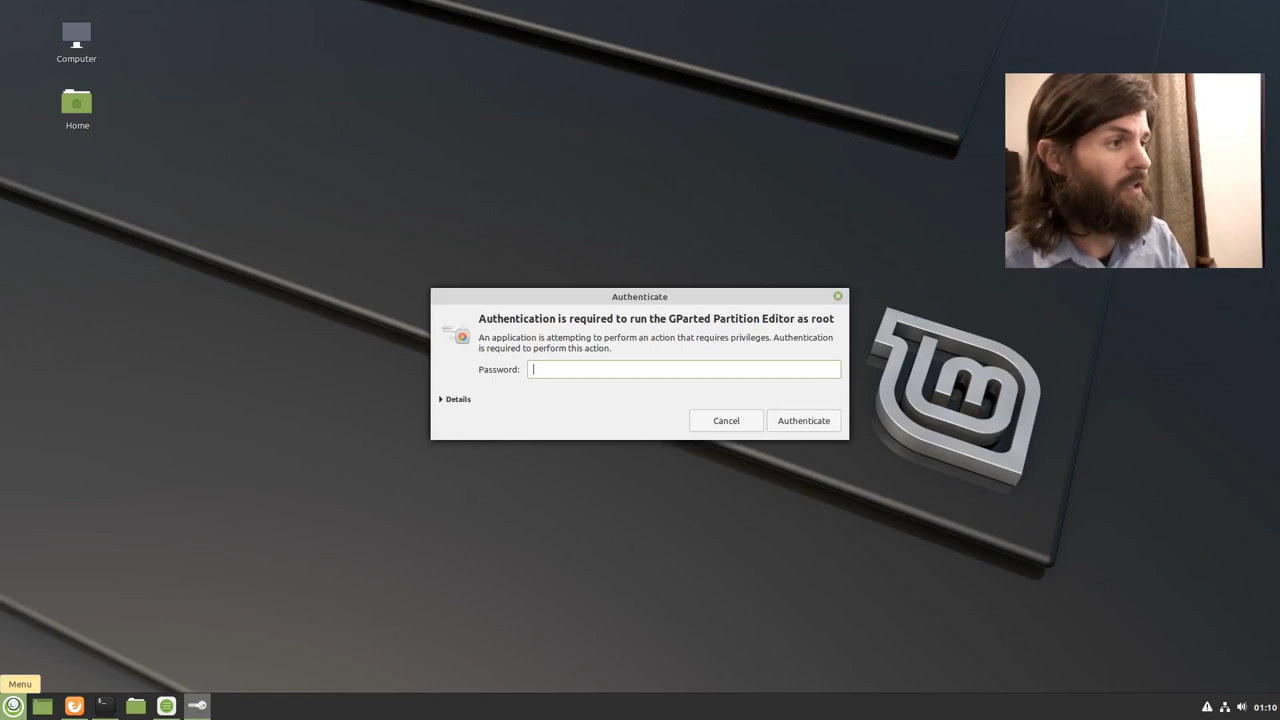 Computer
Home
Authenticate
Authentication is required to run the GParted Partition Editor as root
An application is attempting to perform an action that requires privileges. Authentication
is required to perform this action.
Password:
Details
Cancel
Authenticate
Menu
01:10